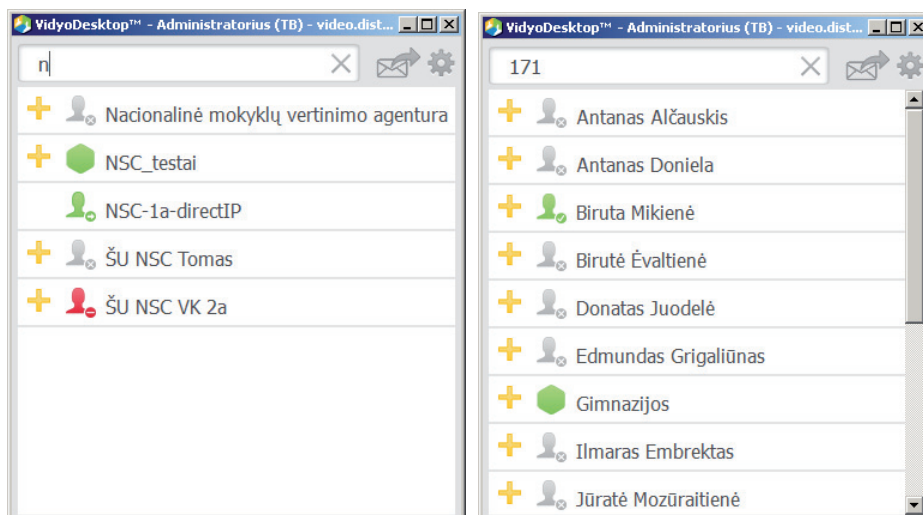 VidyoDesktop™ - Administratorius (TB) - video.dist...
n
Nacionalinė mokyklų vertinimo agentura
NSC_testai
NSC-1a-directIP
ŠU NSC Tomas
ŠU NSC VK 2a
VidyoDesktop™ - Administratorius (TB) - video.dist...
171
Antanas Alčauskis
Antanas Doniela
Biruta Mikienė
Birutė Ėvaltienė
Donatas Juodelė
Edmundas Grigaliūnas
Gimnazijos
Ilmaras Embrektas
Jūratė Mozūraitienė